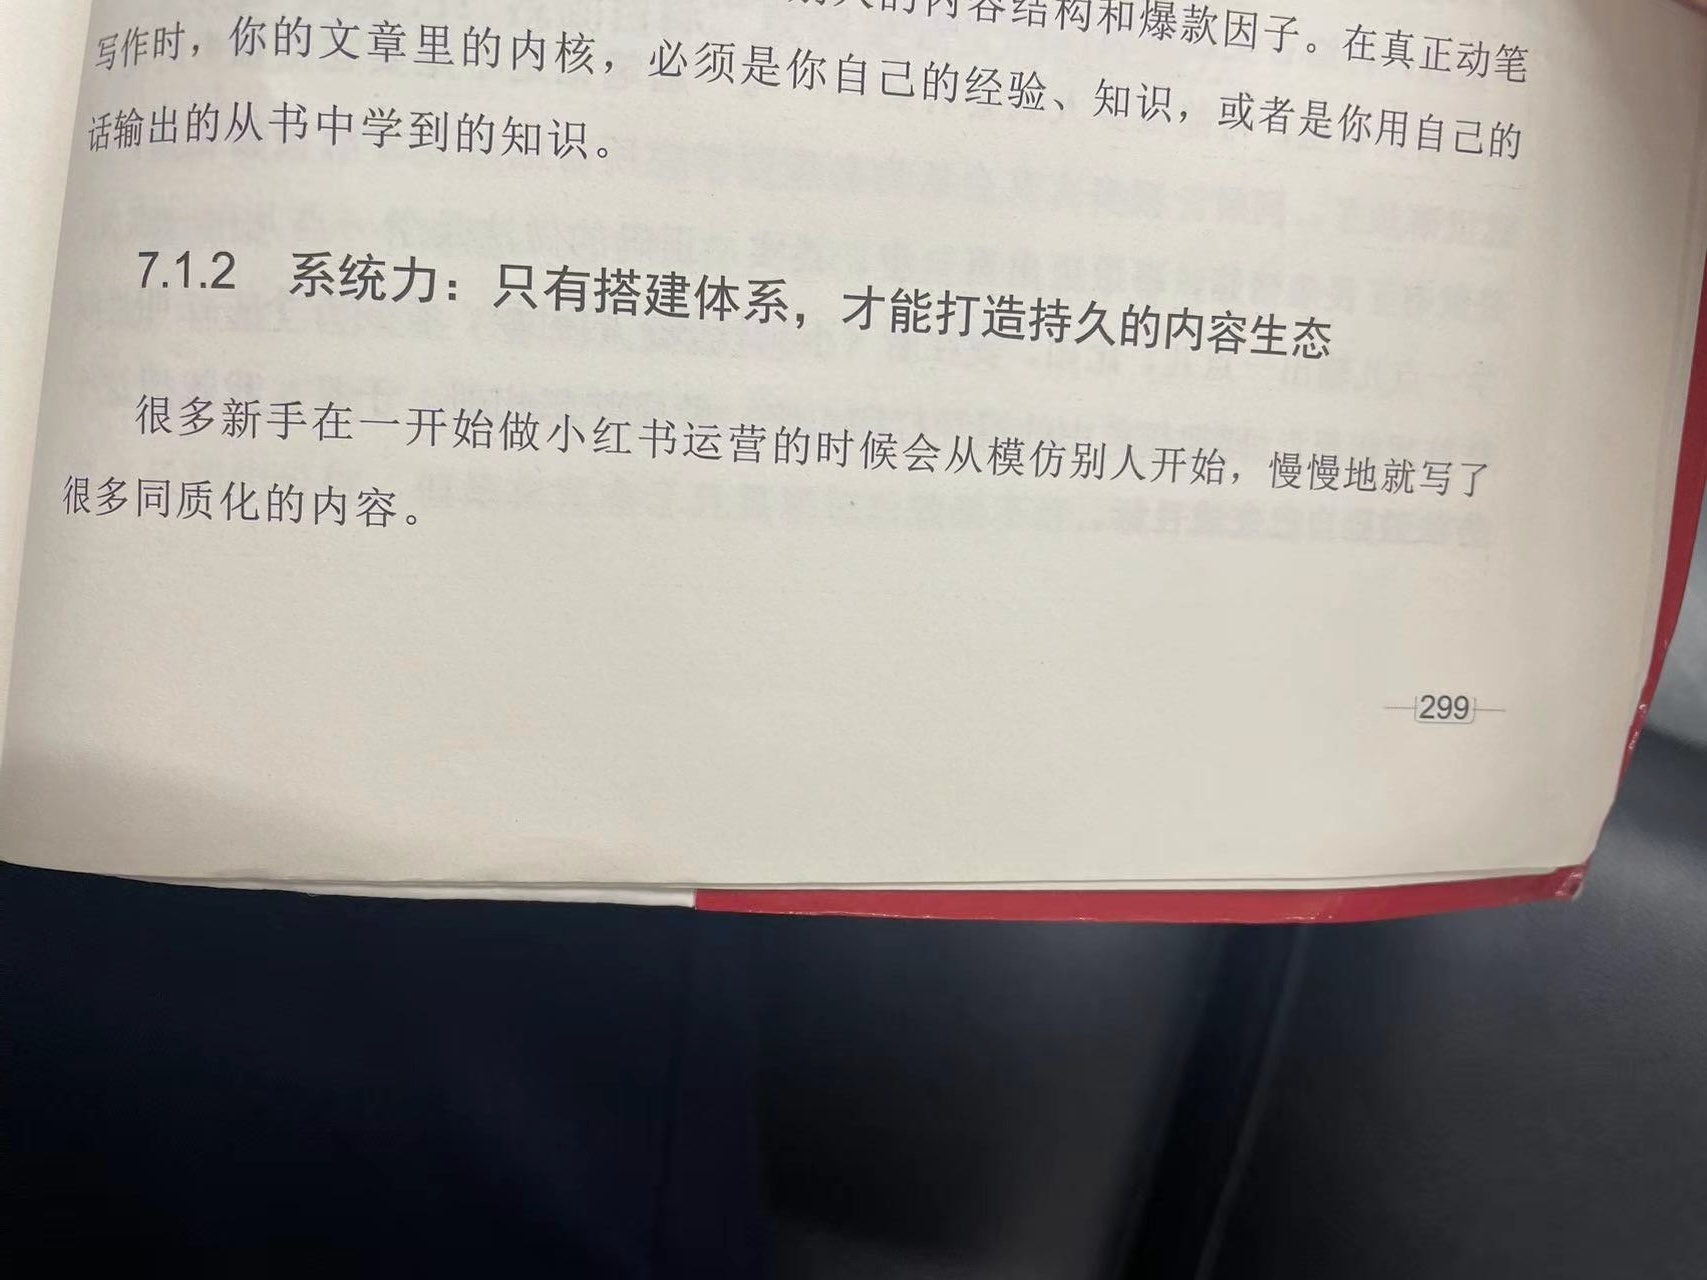 的内容结构和爆款因子。在真正动笔
写作时，你的文章里的内核，必须是你自己的经验、知识，或者是你用自己的
话输出的从书中学到的知识。
7.1.2 系统力：只有搭建体系，才能打造持久的内容生态
很多新手在一开始做小红书运营的时候会从模仿别人开始，慢慢地就写了
很多同质化的内容。
299